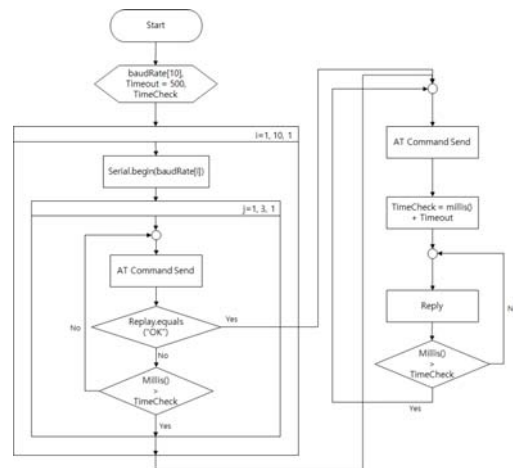 Start
baudRate[10],
Timeout = 500,
TimeCheck
i=1, 10, 1
Serial.begin(baudRate[i])
j=1, 3, 1
AT Command Send
Replay.equals
("OK")
Yes
No
No
Millis()
>
TimeCheck
Yes
AT Command Send
TimeCheck = millis()
+ Timeout
Reply
N
Millis()
>
TimeCheck
Yes